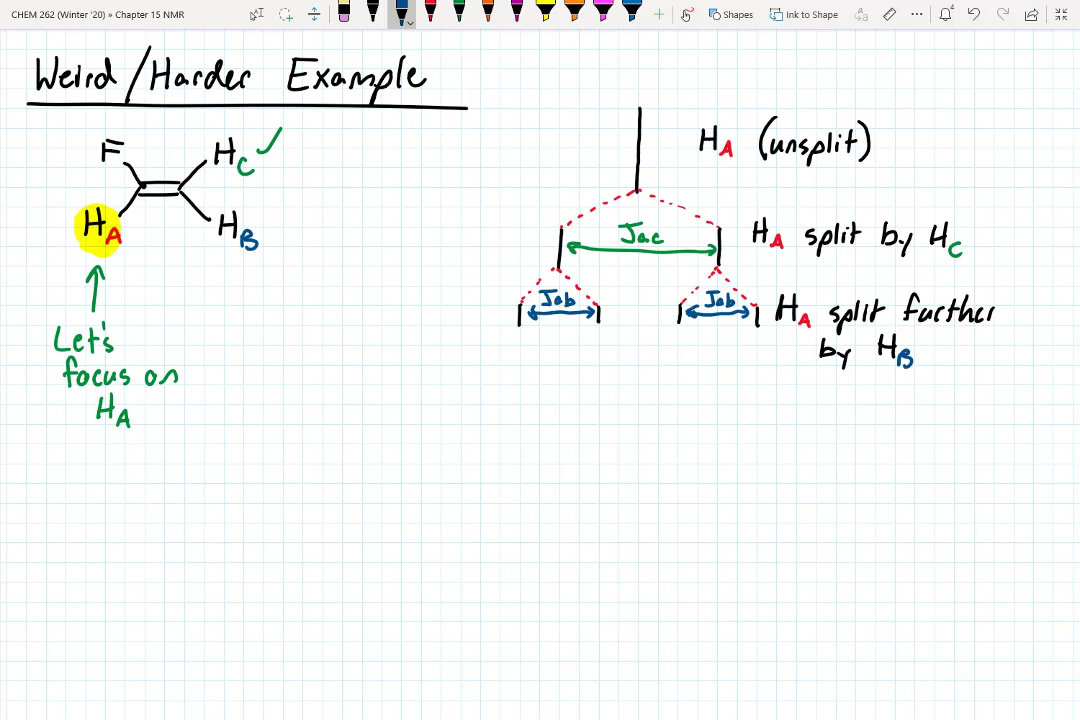 CHEM 262 (Winter '20) » Chapter 15 NMR
Shapes
Ink to Shape
Weird/Harder Example
F
HC
HA
HB
Let's
focus on
HA
HA (unsplit)
Jac
HA split by HC
Jab
Jab
HA split further
by HB